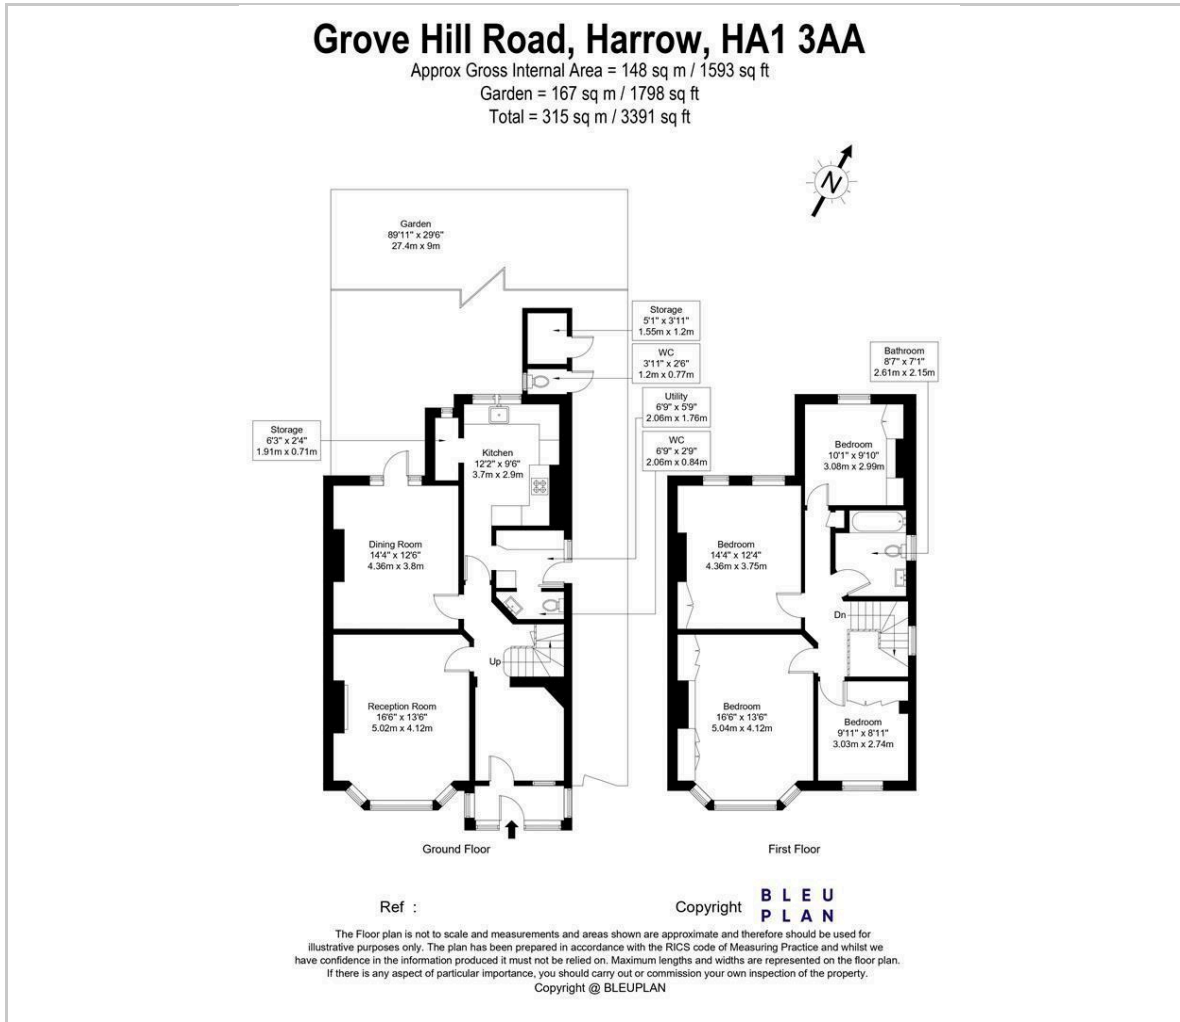 Grove Hill Road, Harrow, HA1 3AA
Approx Gross Internal Area = 148 sq m / 1593 sq ft
Garden = 167 sq m / 1798 sq ft
Total = 315 sq m / 3391 sq ft
N
Garden
89'11" x 29'6"
27.4m x 9m
Storage
5'1" x 3'11"
1.55m x 1.2m
WC
3'11" x 2'6"
1.2m x 0.77m
Utility
6'9" x 5'9"
2.06m x 1.76m
WC
6'9" x 2'9"
2.06m x 0.84m
Storage
6'3" x 2'4"
1.91m x 0.71m
Kitchen
12'2" x 9'6"
3.7m x 2.9m
Dining Room
14'4" x 12'6"
4.36m x 3.8m
Up
Reception Room
16'6" x 13'6"
5.02m x 4.12m
Ground Floor
Bathroom
8'7" x 7'1"
2.61m x 2.15m
Bedroom
10'1" x 9'10"
3.08m x 2.99m
Bedroom
14'4" x 12'4"
4.36m x 3.75m
Dn
Bedroom
16'6" x 13'6"
5.04m x 4.12m
Bedroom
9'11" x 8'11"
3.03m x 2.74m
First Floor
Ref :
Copyright
BLEU
PLAN
The Floor plan is not to scale and measurements and areas shown are approximate and therefore should be used for
illustrative purposes only. The plan has been prepared in accordance with the RICS code of Measuring Practice and whilst we
have confidence in the information produced it must not be relied on. Maximum lengths and widths are represented on the floor plan.
If there is any aspect of particular importance, you should carry out or commission your own inspection of the property.
Copyright @ BLEUPLAN